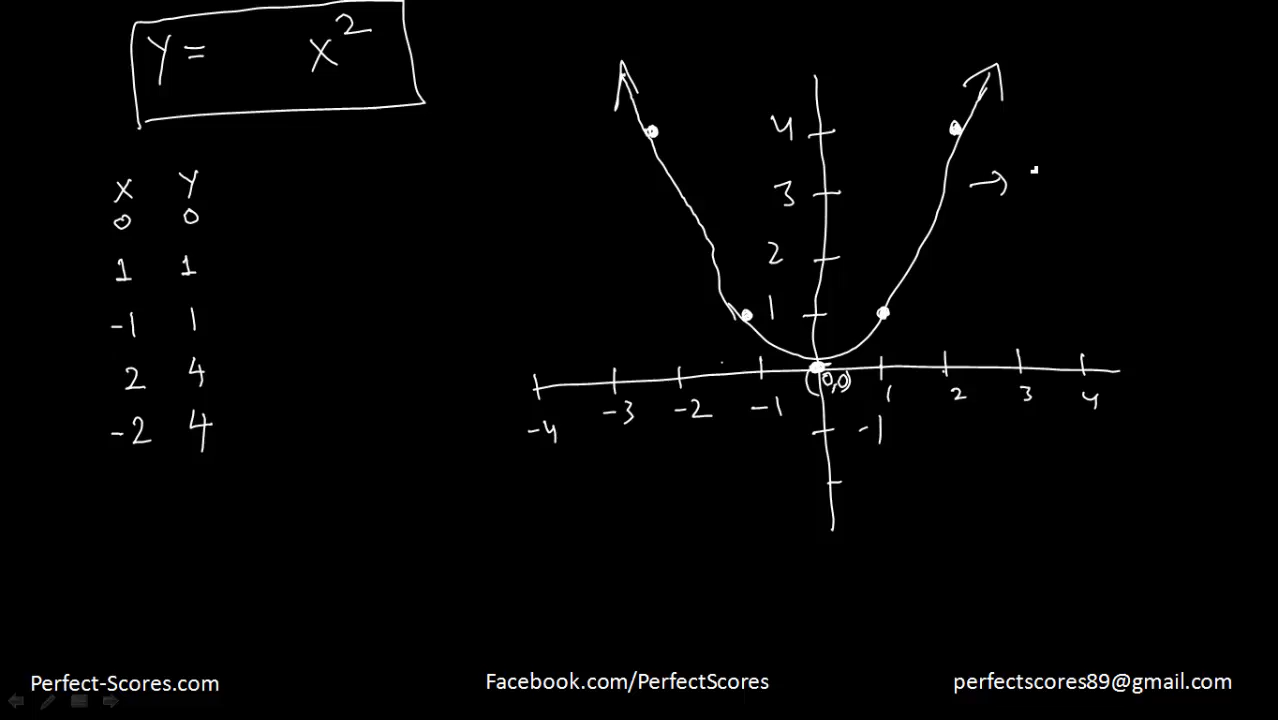 Y = x²
X Y
0 0
1 1
-1 1
2 4
-2 4
4
3
2
1
(0,0)
-4 -3 -2 -1 1 2 3 4
-1
Perfect-Scores.com
Facebook.com/PerfectScores
perfectscores89@gmail.com